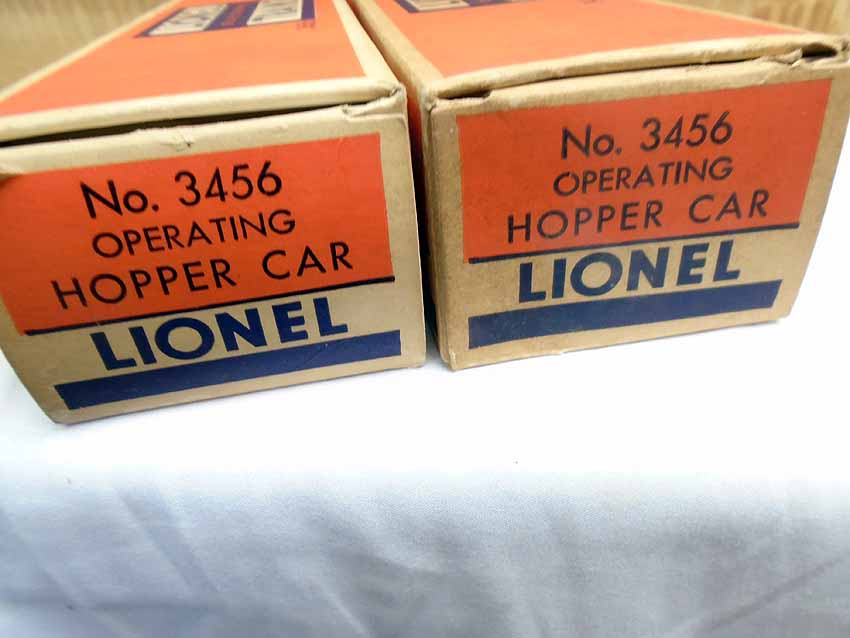 No. 3456
OPERATING
HOPPER CAR
LIONEL
No. 3456
OPERATING
HOPPER CAR
LIONEL